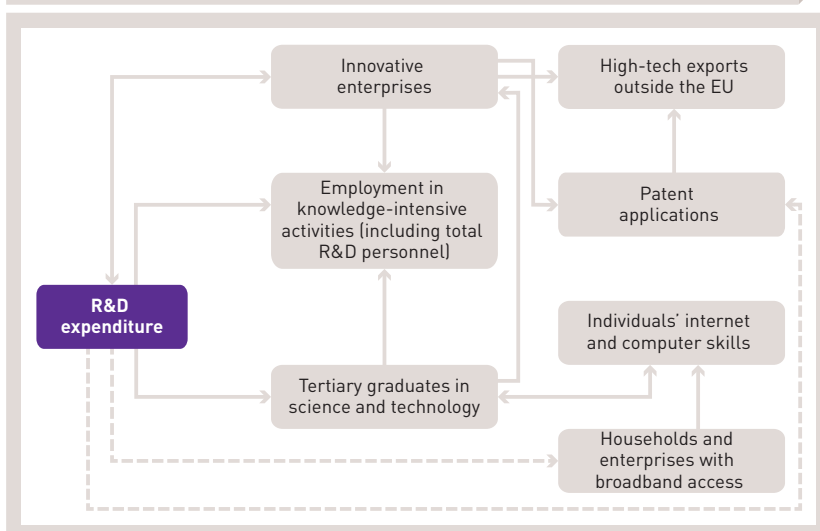 Innovative
enterprises
High-tech exports
outside the EU
Employment in
knowledge-intensive
activities (including total
R&D personnel)
Patent
applications
R&D
expenditure
Individuals’ internet
and computer skills
Tertiary graduates in
science and technology
Households and
enterprises with
broadband access